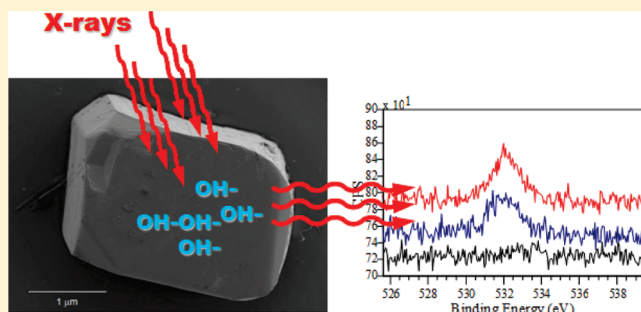 X-rays
OH-
OH-OH- OH-
OH-
1 µm
90 x 10¹
88
86
84
82
80
78
76
74
72
70
526 528 530 532 534 536 538
Binding Energy (eV)